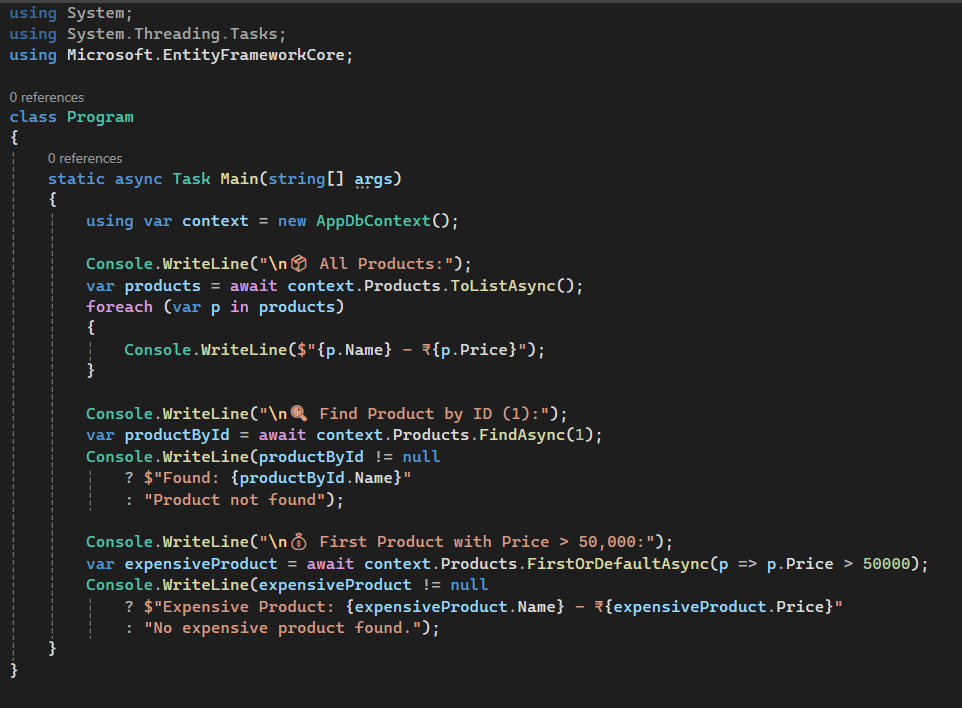 using System;
using System.Threading.Tasks;
using Microsoft.EntityFrameworkCore;
0 references
class Program
{
0 references
static async Task Main(string[] args)
{
using var context = new AppDbContext();
Console.WriteLine("\n📦 All Products:");
var products = await context.Products.ToListAsync();
foreach (var p in products)
{
Console.WriteLine($"{p.Name} - ₹{p.Price}");
}
Console.WriteLine("\n🔍 Find Product by ID (1):");
var productById = await context.Products.FindAsync(1);
Console.WriteLine(productById != null
? $"Found: {productById.Name}"
: "Product not found");
Console.WriteLine("\n💰 First Product with Price > 50,000:");
var expensiveProduct = await context.Products.FirstOrDefaultAsync(p => p.Price > 50000);
Console.WriteLine(expensiveProduct != null
? $"Expensive Product: {expensiveProduct.Name} - ₹{expensiveProduct.Price}"
: "No expensive product found.");
}
}